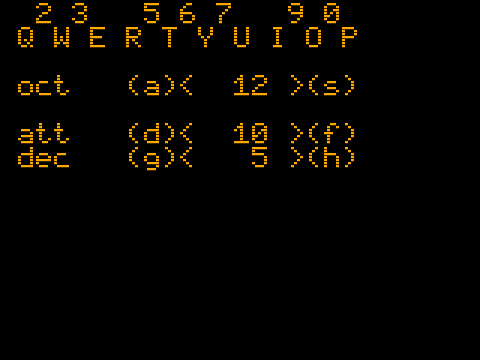 2 3   5 6 7   9 0
Q W E R T Y U I O P
oct   (a)<  12 >(s)
att   (d)<  10 >(f)
dec   (g)<   5 >(h)